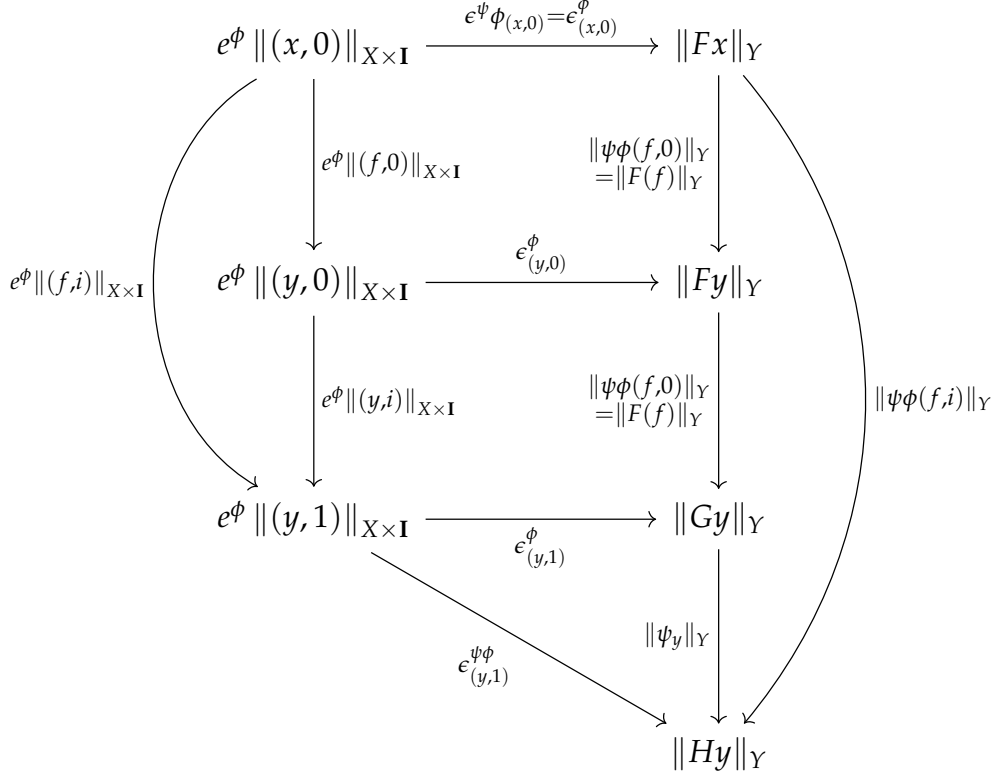 e^ϕ ‖(x, 0)‖_{X×𝐈}
ϵ^ψ ϕ_{(x,0)}=ϵ^ϕ_{(x,0)}
‖Fx‖_Y
e^ϕ‖(f,0)‖_{X×𝐈}
‖ψϕ(f,0)‖_Y
=‖F(f)‖_Y
e^ϕ‖(f,i)‖_{X×𝐈}
e^ϕ ‖(y, 0)‖_{X×𝐈}
ϵ^ϕ_{(y,0)}
‖Fy‖_Y
e^ϕ‖(y,i)‖_{X×𝐈}
‖ψϕ(f,0)‖_Y
=‖F(f)‖_Y
‖ψϕ(f,i)‖_Y
e^ϕ ‖(y, 1)‖_{X×𝐈}
ϵ^ϕ_{(y,1)}
‖Gy‖_Y
ϵ^{ψϕ}_{(y,1)}
‖ψ_y‖_Y
‖Hy‖_Y